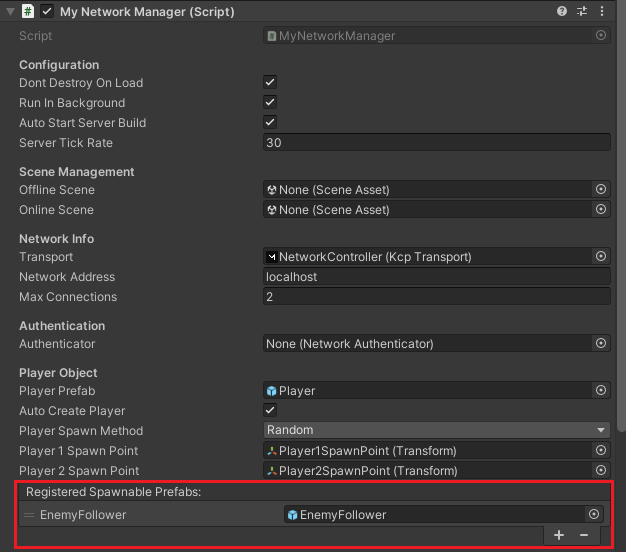 My Network Manager (Script)
Script MyNetworkManager
Configuration
Dont Destroy On Load
Run In Background
Auto Start Server Build
Server Tick Rate 30
Scene Management
Offline Scene None (Scene Asset)
Online Scene None (Scene Asset)
Network Info
Transport NetworkController (Kcp Transport)
Network Address localhost
Max Connections 2
Authentication
Authenticator None (Network Authenticator)
Player Object
Player Prefab Player
Auto Create Player
Player Spawn Method Random
Player 1 Spawn Point Player1SpawnPoint (Transform)
Player 2 Spawn Point Player2SpawnPoint (Transform)
Registered Spawnable Prefabs:
EnemyFollower EnemyFollower